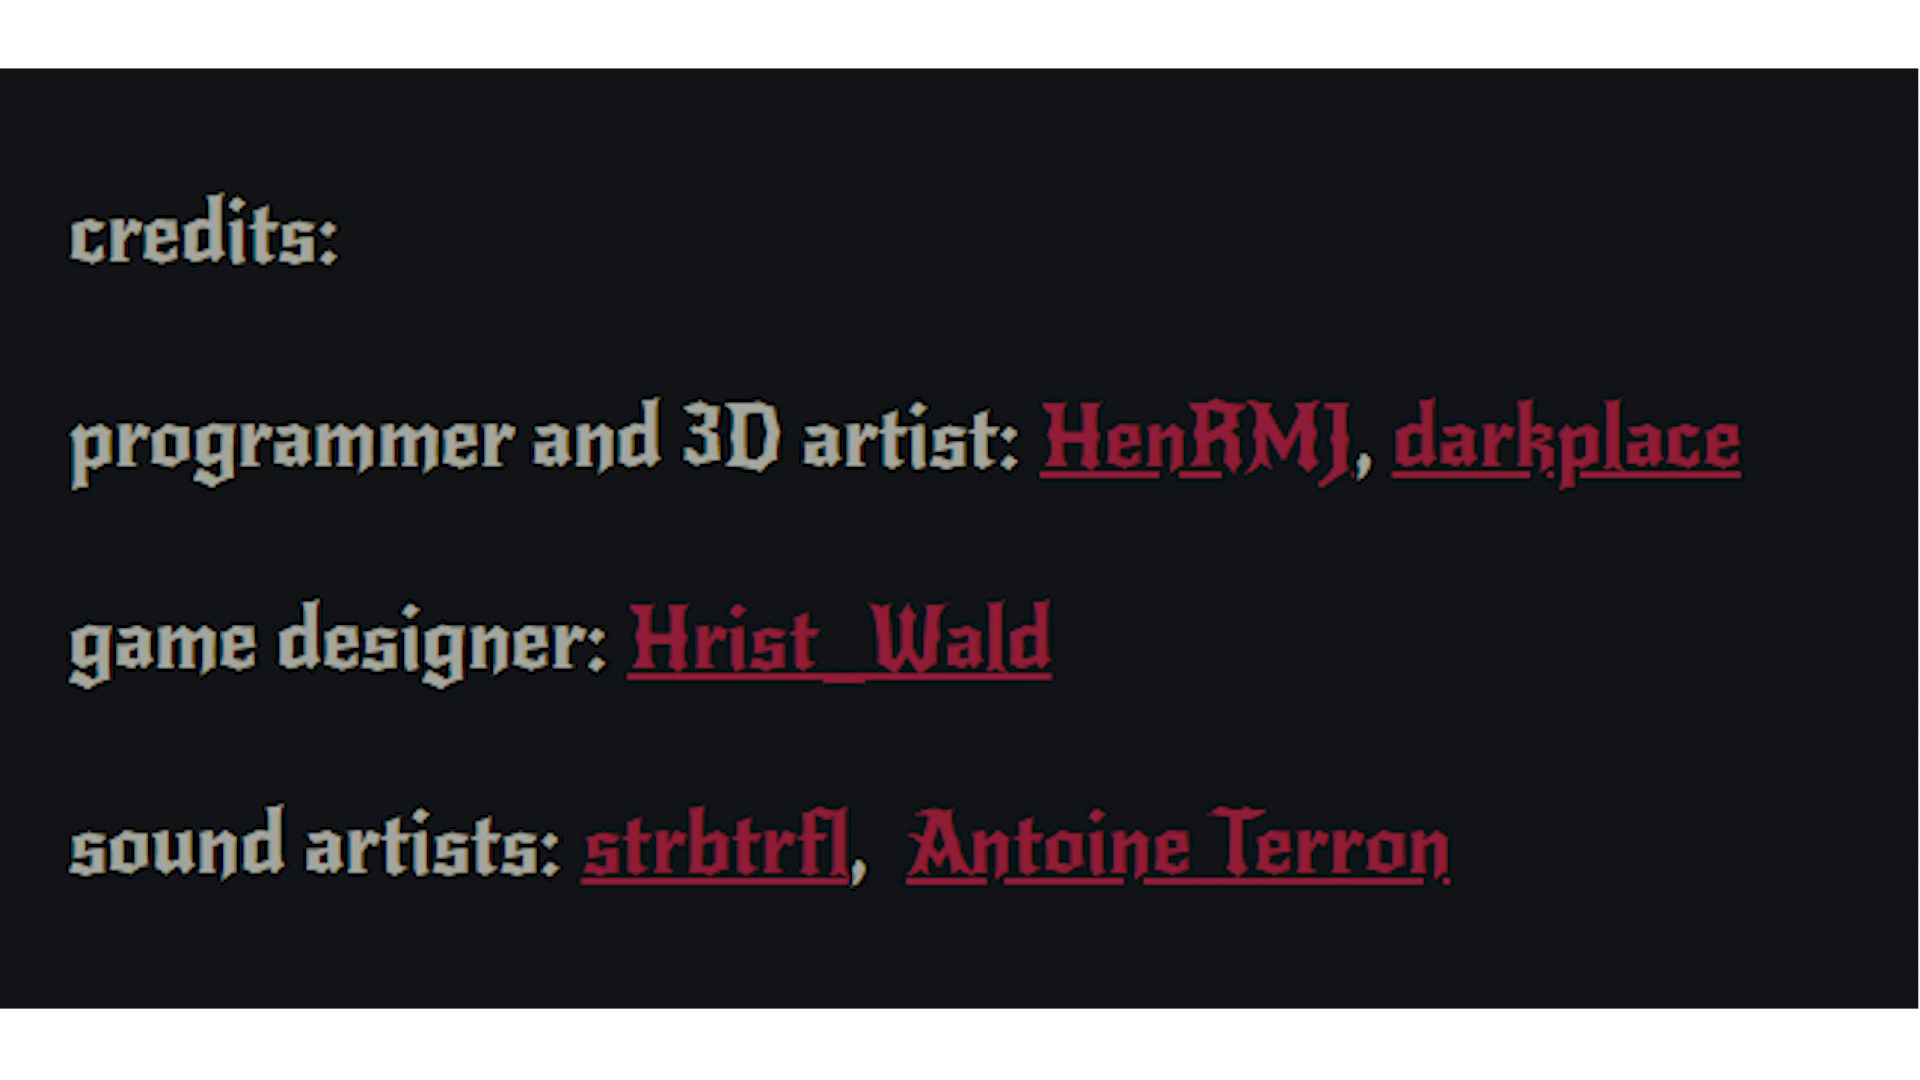 credits:
programmer and 3D artist: HenRMJ, darkplace
game designer: Hrist_Wald
sound artists: strbtrfl,  Antoine Terron